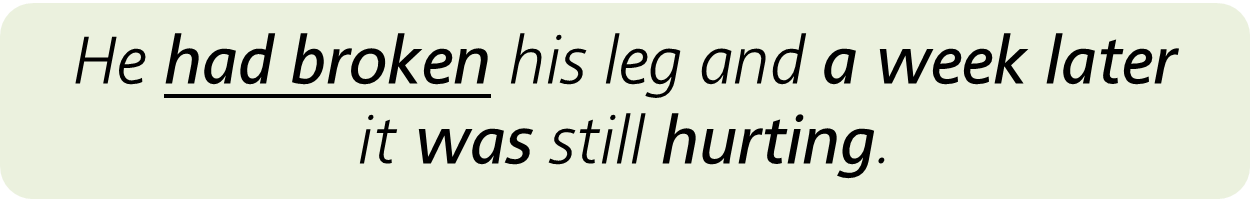 He had broken his leg and a week later
it was still hurting.